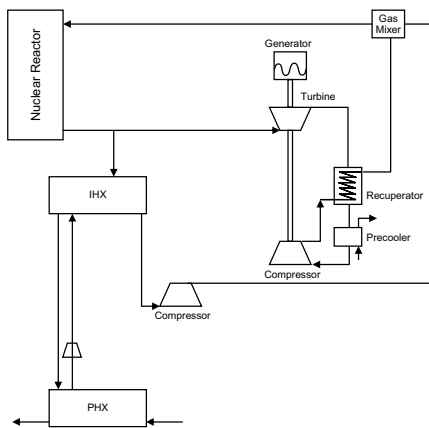 Gas
Mixer
Nuclear Reactor
Generator
Turbine
IHX
Recuperator
Precooler
Compressor
Compressor
PHX